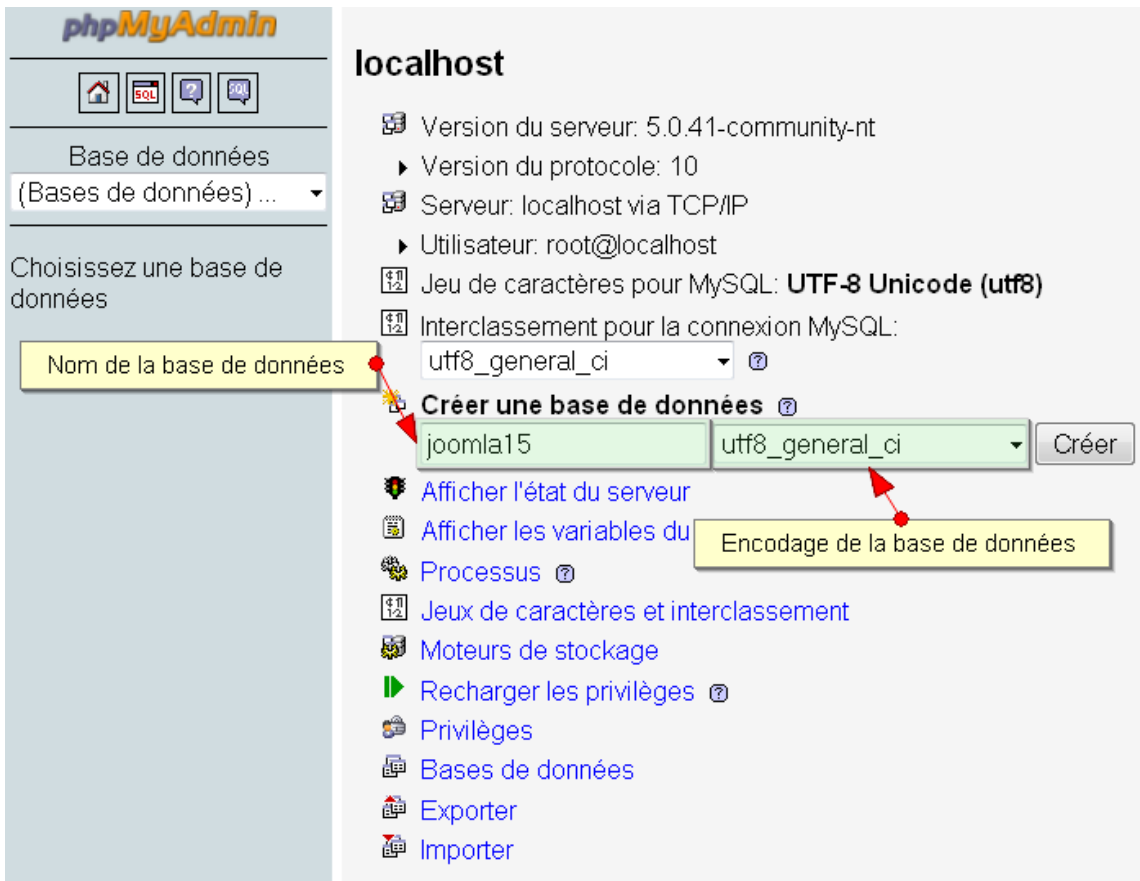 phpMyAdmin
SQL
SQL
Base de données
(Bases de données) ...
Choisissez une base de
données
localhost
Version du serveur: 5.0.41-community-nt
Version du protocole: 10
Serveur: localhost via TCP/IP
Utilisateur: root@localhost
Jeu de caractères pour MySQL: UTF-8 Unicode (utf8)
Interclassement pour la connexion MySQL:
utf8_general_ci
Nom de la base de données
Créer une base de données
joomla15 utf8_general_ci Créer
Afficher l'état du serveur
Afficher les variables du
Encodage de la base de données
Processus
Jeux de caractères et interclassement
Moteurs de stockage
Recharger les privilèges
Privilèges
Bases de données
Exporter
Importer